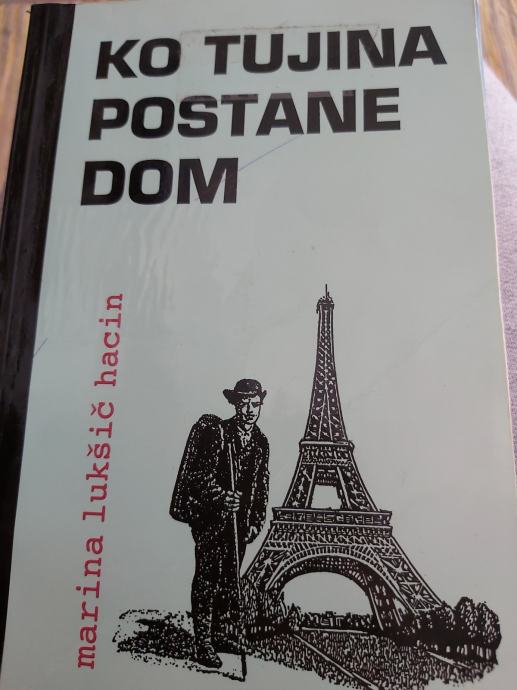 KO TUJINA
POSTANE
DOM
marina lukšič hacin